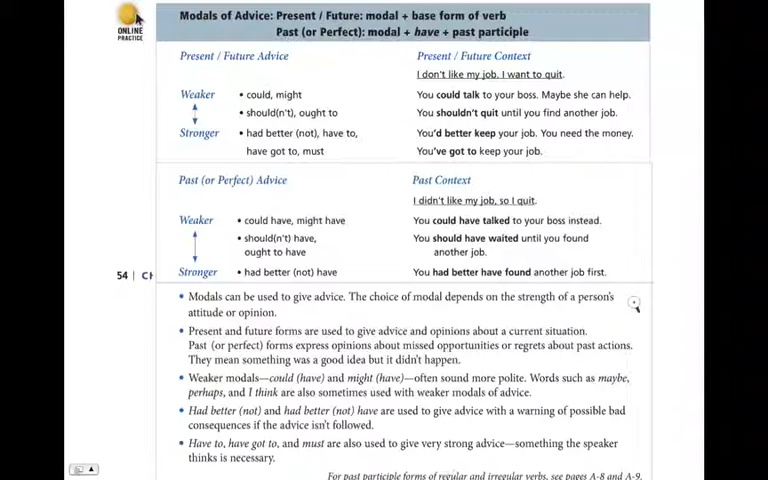 Modals of Advice: Present / Future: modal + base form of verb
Past (or Perfect): modal + have + past participle
ONLINE
PRACTICE
Present / Future Advice
Present / Future Context
I don't like my job. I want to quit.
Weaker
• could, might
You could talk to your boss. Maybe she can help.
• should(n't), ought to
You shouldn't quit until you find another job.
Stronger
• had better (not), have to,
You'd better keep your job. You need the money.
have got to, must
You've got to keep your job.
Past (or Perfect) Advice
Past Context
I didn't like my job, so I quit.
Weaker
• could have, might have
You could have talked to your boss instead.
• should(n't) have,
You should have waited until you found
ought to have
another job.
54 | Ch
Stronger
• had better (not) have
You had better have found another job first.
• Modals can be used to give advice. The choice of modal depends on the strength of a person's
attitude or opinion.
• Present and future forms are used to give advice and opinions about a current situation.
Past (or perfect) forms express opinions about missed opportunities or regrets about past actions.
They mean something was a good idea but it didn't happen.
• Weaker modals—could (have) and might (have)—often sound more polite. Words such as maybe,
perhaps, and I think are also sometimes used with weaker modals of advice.
• Had better (not) and had better (not) have are used to give advice with a warning of possible bad
consequences if the advice isn't followed.
• Have to, have got to, and must are also used to give very strong advice—something the speaker
thinks is necessary.
For past participle forms of regular and irregular verbs, see pages A-8 and A-9.